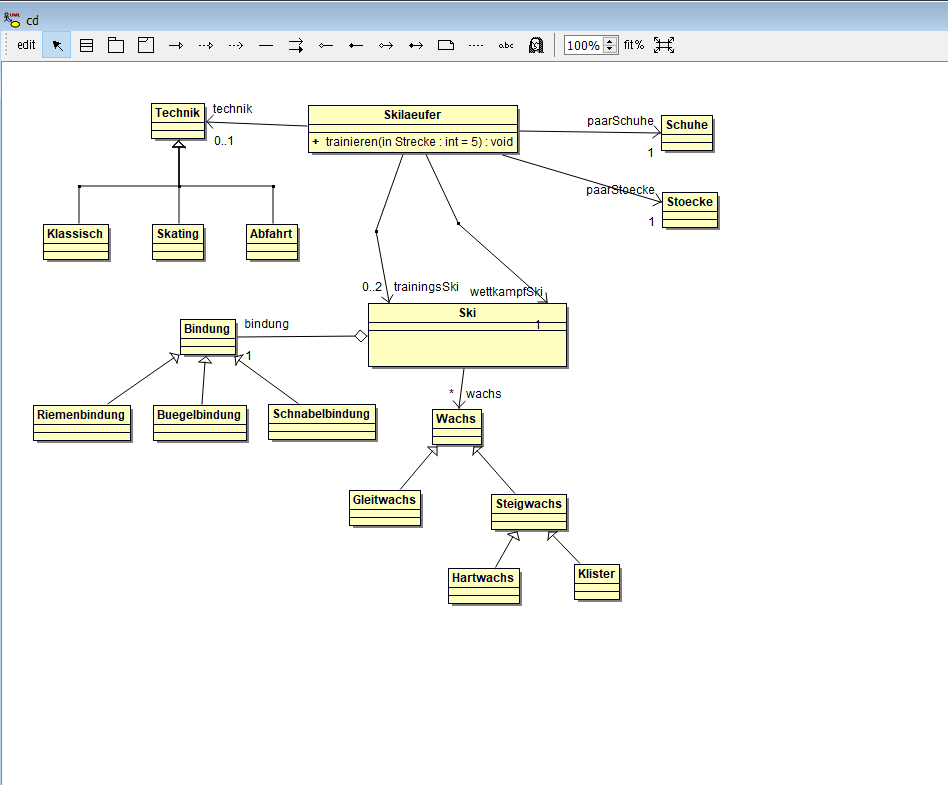 cd
edit
abc
100%
fit%
Technik
technik
0..1
Skilaeufer
+ trainieren(in Strecke : int = 5) : void
paarSchuhe
1
Schuhe
paarStoecke
1
Stoecke
Klassisch
Skating
Abfahrt
0..2
trainingsSki
wettkampfSki
1
Ski
Bindung
bindung
1
Riemenbindung
Buegelbindung
Schnabelbindung
*
wachs
Wachs
Gleitwachs
Steigwachs
Hartwachs
Klister